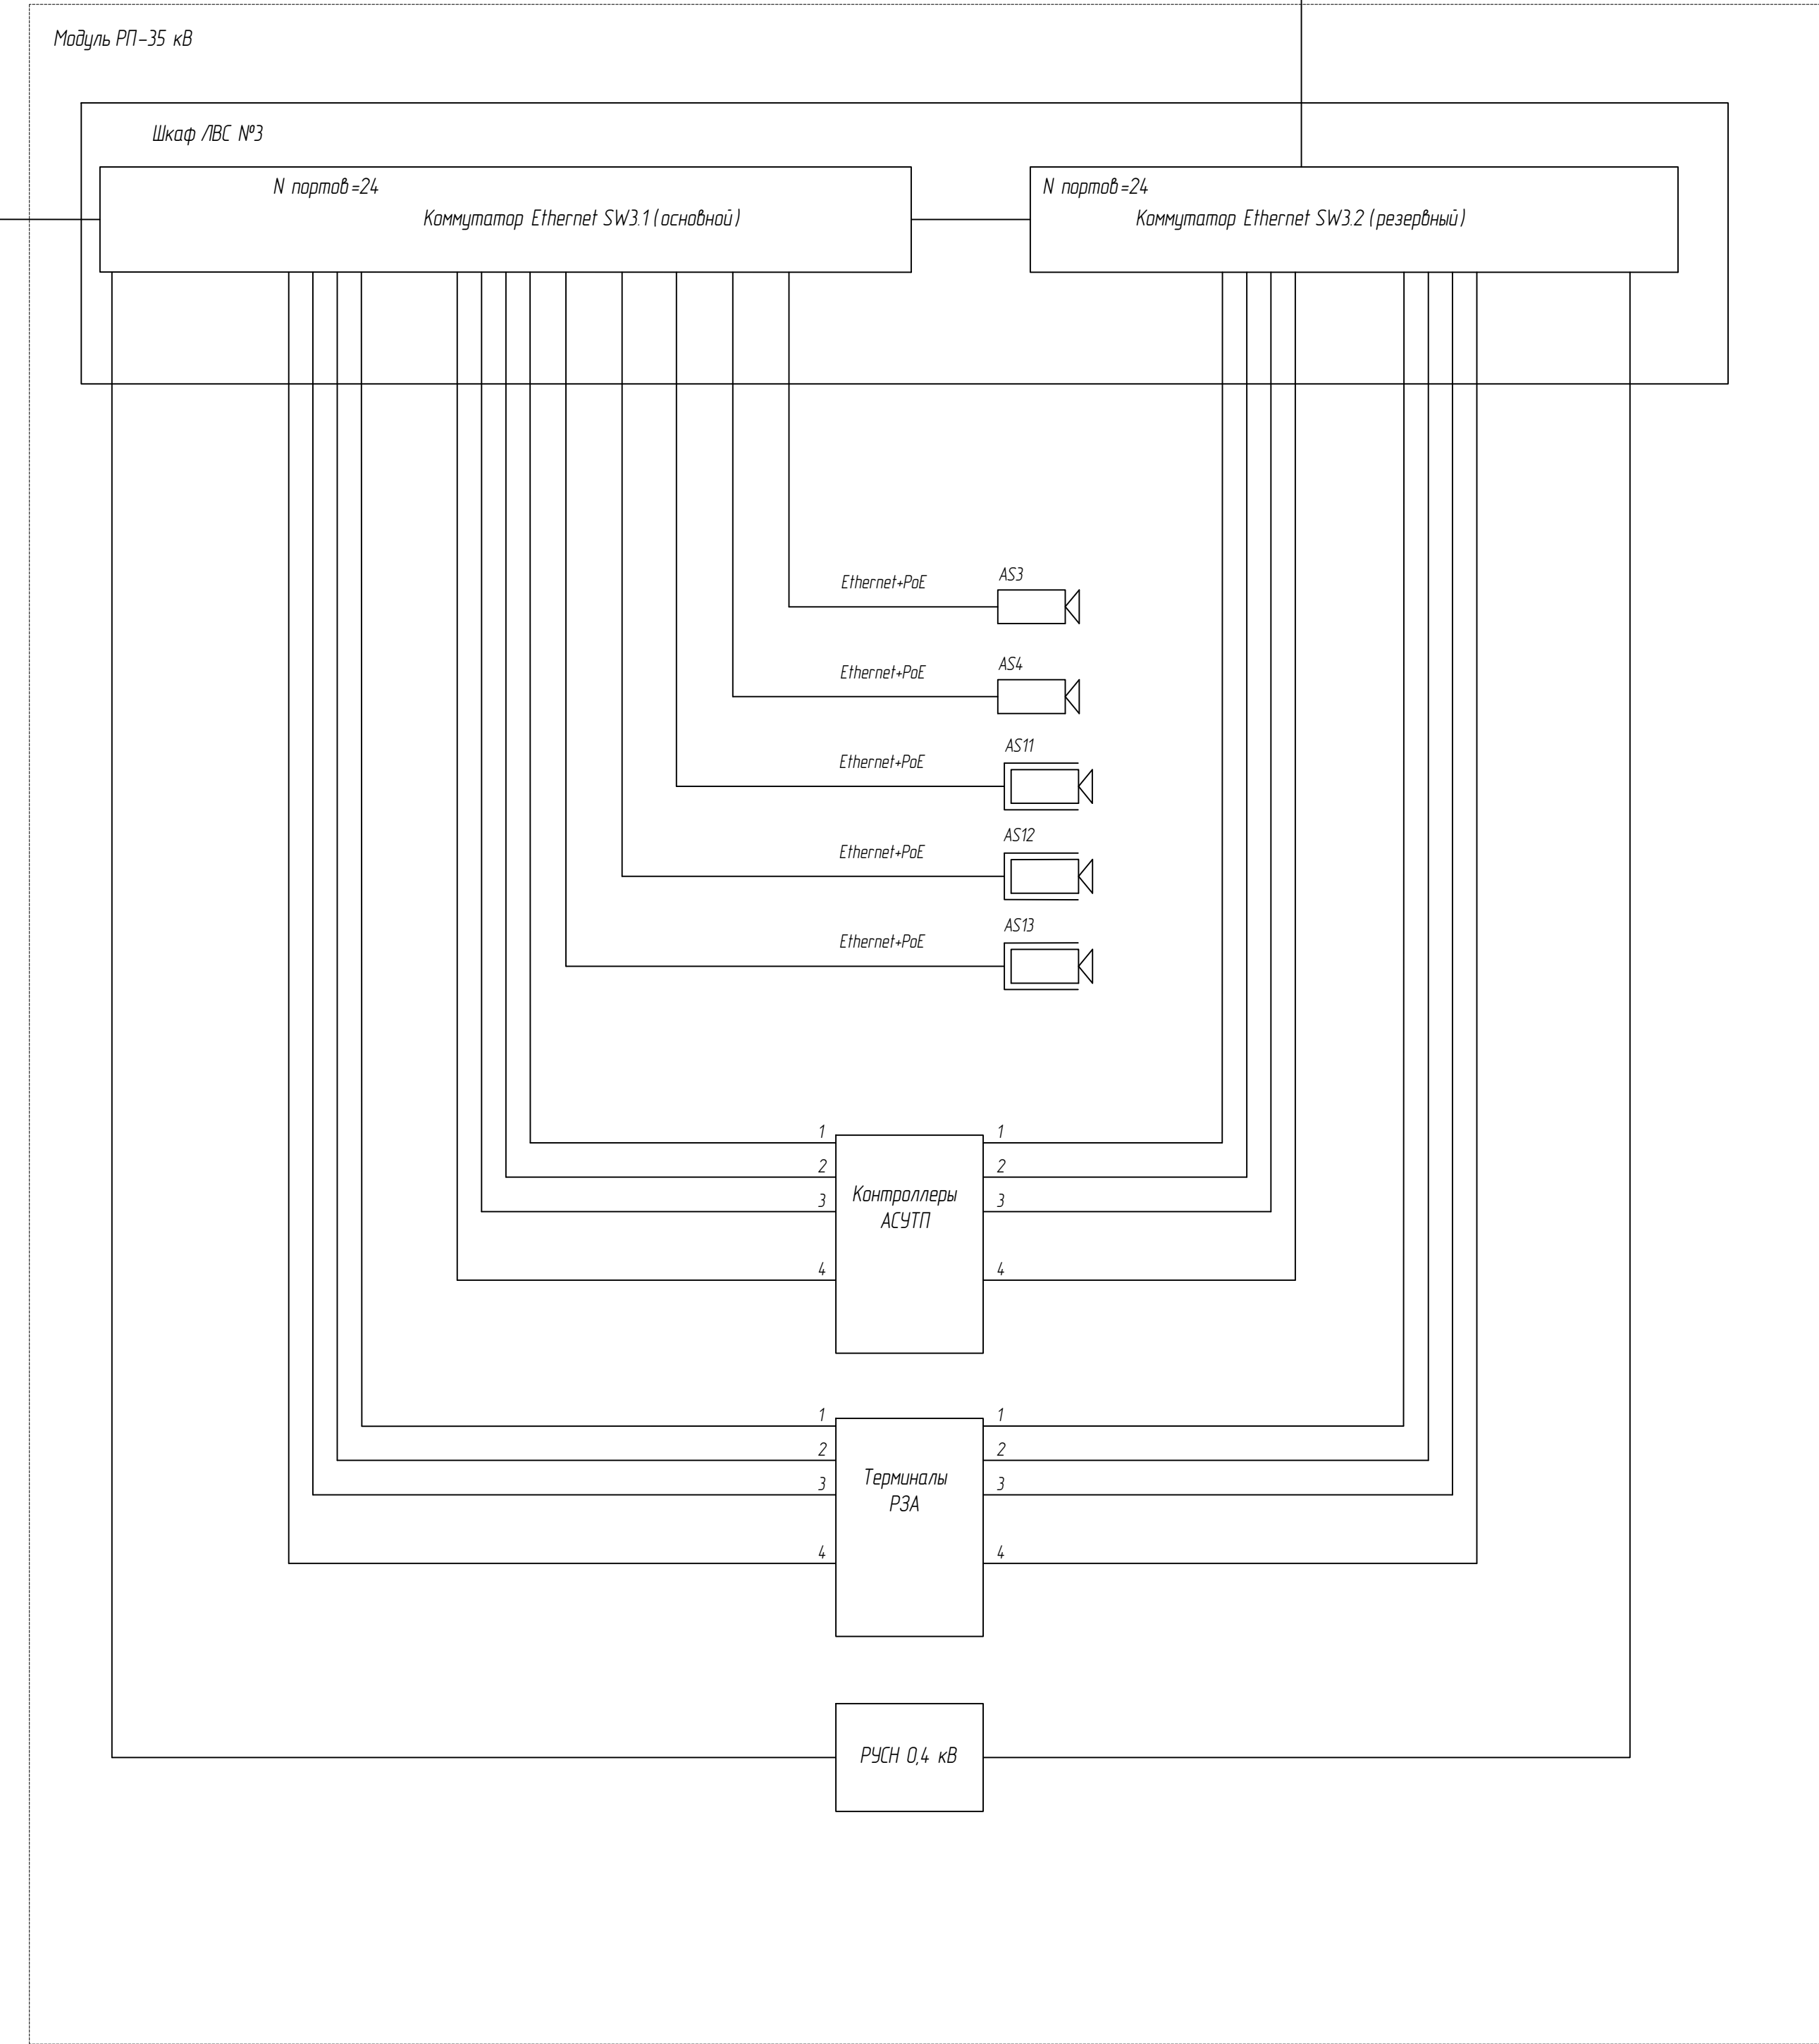 Модуль РП-35 кВ
Шкаф ЛВС №3
N портов=24
Коммутатор Ethernet SW3.1 (основной)
N портов=24
Коммутатор Ethernet SW3.2 (резервный)
Ethernet+PoE
AS3
Ethernet+PoE
AS4
Ethernet+PoE
AS11
Ethernet+PoE
AS12
Ethernet+PoE
AS13
1
1
2
2
3
3
4
4
Контроллеры
АСУТП
1
1
2
2
3
3
4
4
Терминалы
РЗА
РУСН 0,4 кВ